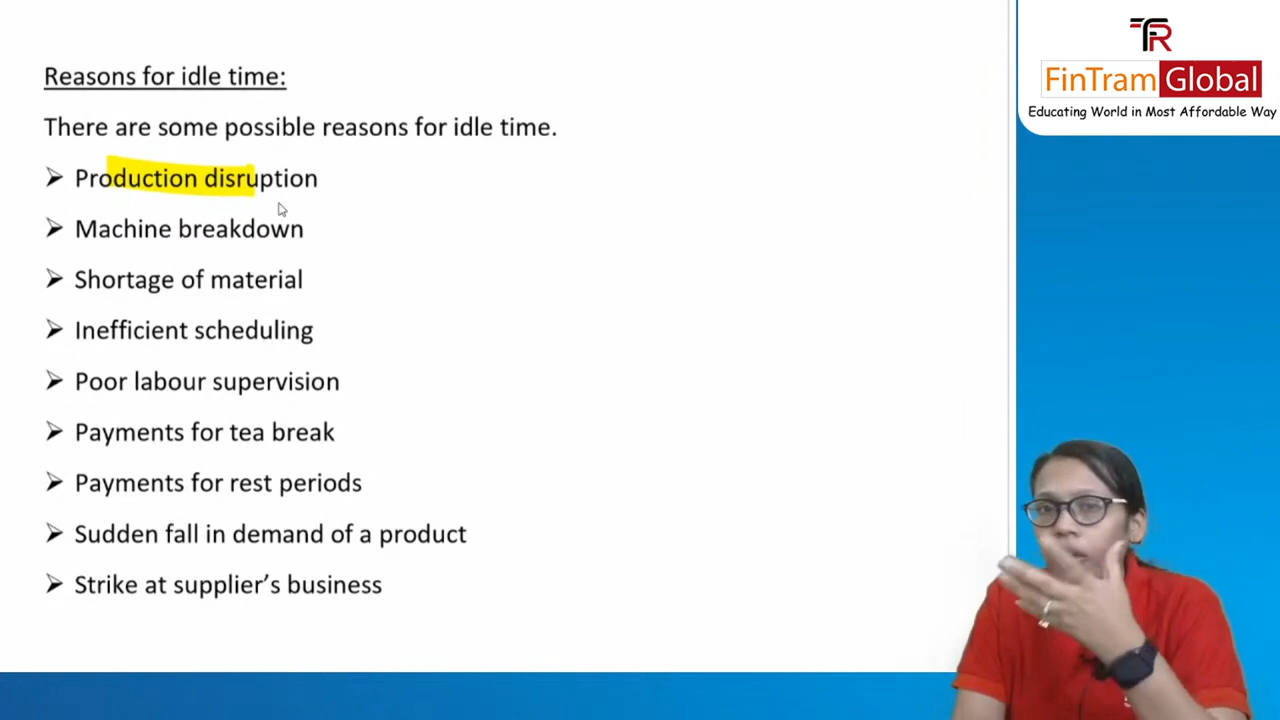 Reasons for idle time:
There are some possible reasons for idle time.
➢ Production disruption
➢ Machine breakdown
➢ Shortage of material
➢ Inefficient scheduling
➢ Poor labour supervision
➢ Payments for tea break
➢ Payments for rest periods
➢ Sudden fall in demand of a product
➢ Strike at supplier’s business
FinTram Global
Educating World in Most Affordable Way